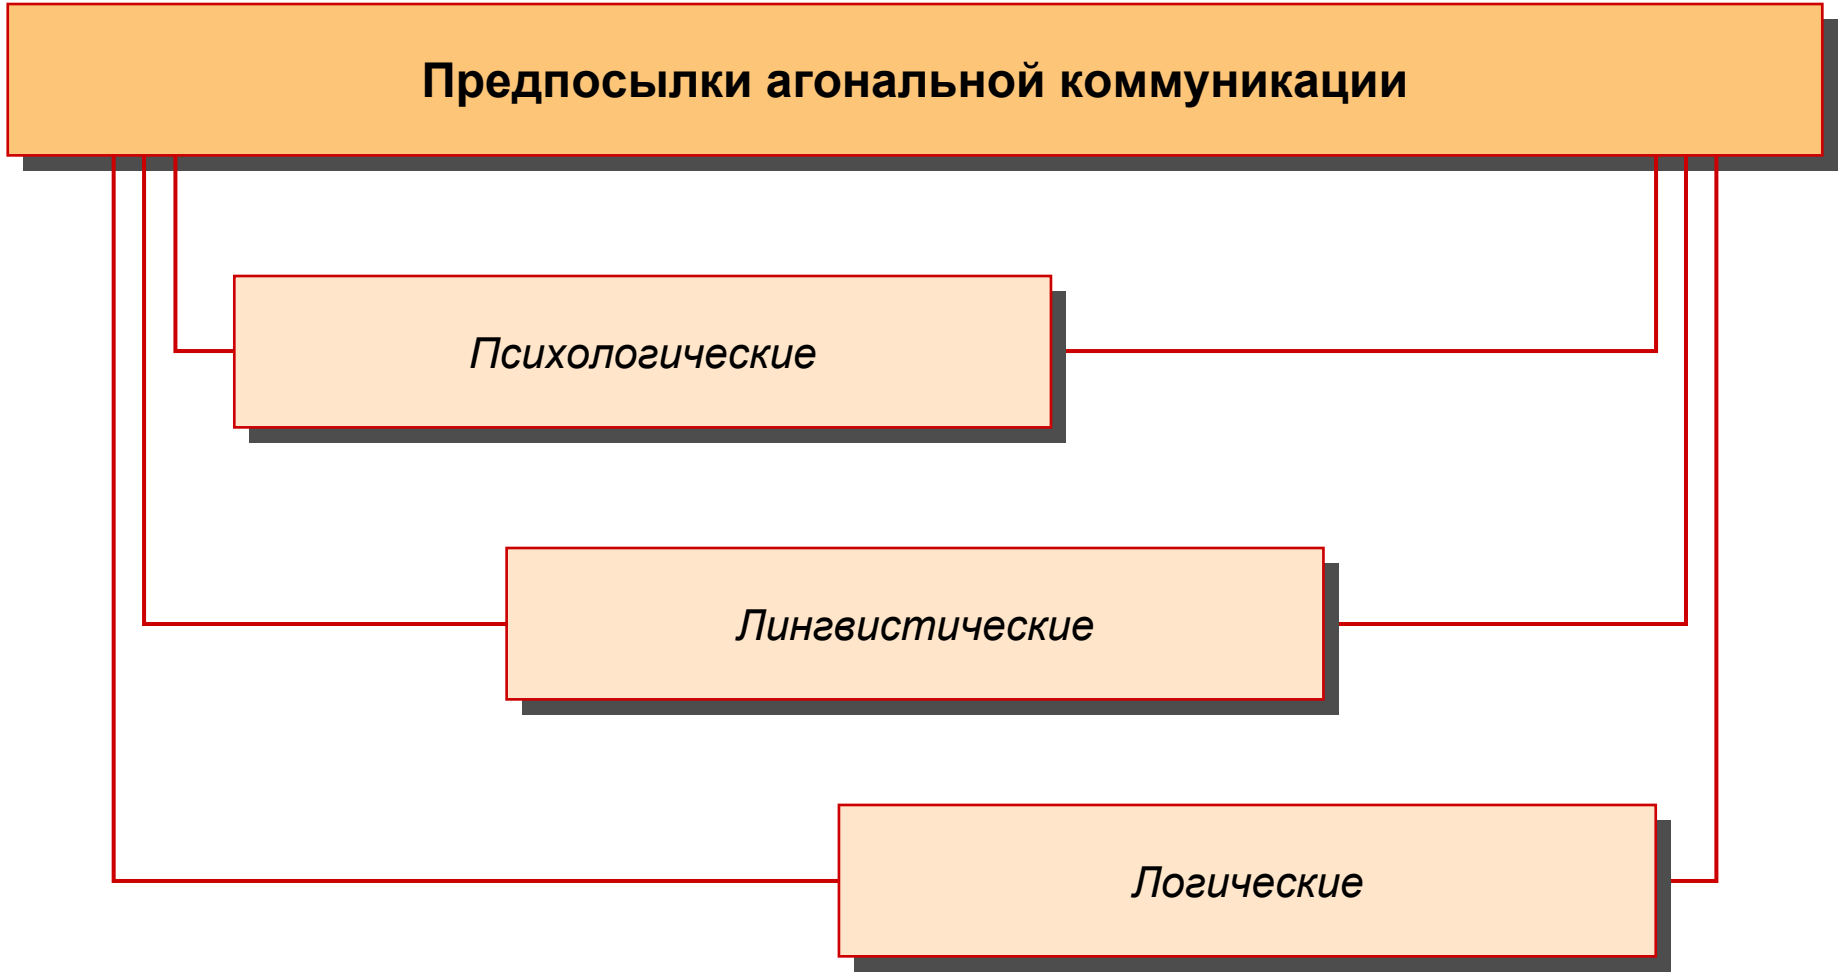 Предпосылки агональной коммуникации
Психологические
Лингвистические
Логические